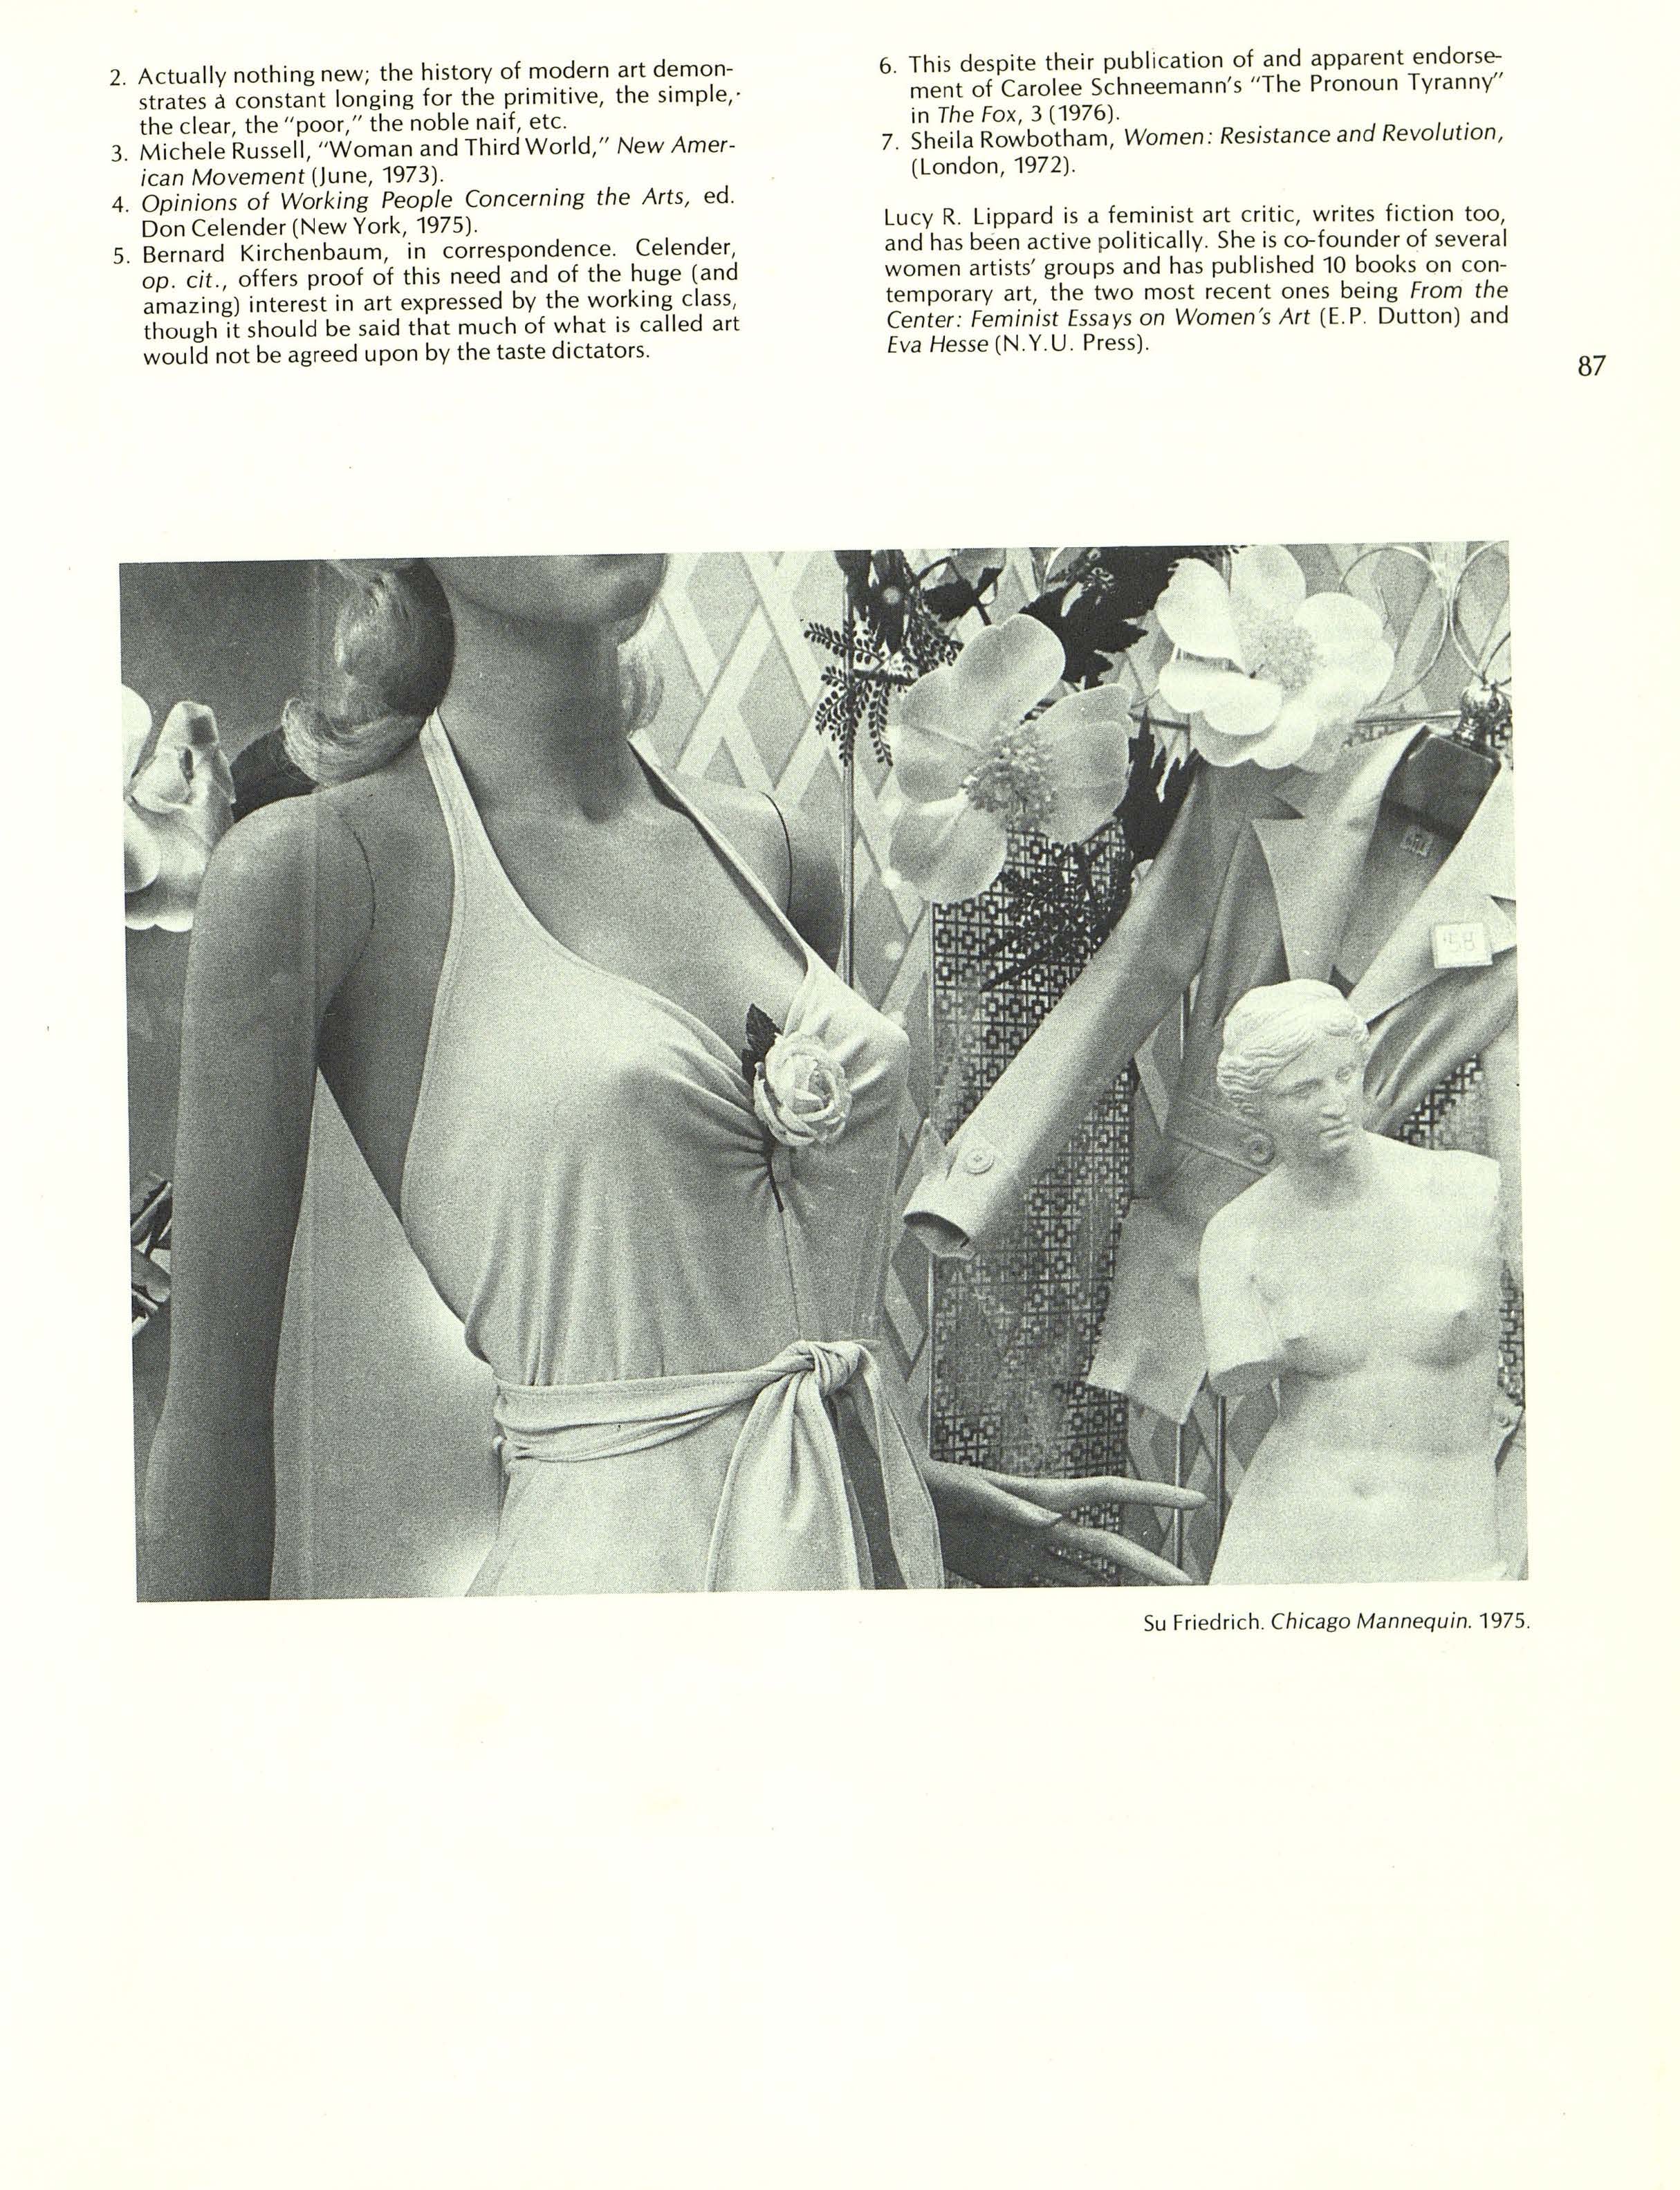 2. Actually nothing new; the history of modern art demon-
strates a constant longing for the primitive, the simple,
the clear, the "poor," the noble naif, etc.
3. Michele Russell, "Woman and Third World," New Amer-
ican Movement (June, 1973).
4. Opinions of Working People Concerning the Arts, ed.
Don Celender (New York, 1975).
5. Bernard Kirchenbaum, in correspondence. Celender,
op. cit., offers proof of this need and of the huge (and
amazing) interest in art expressed by the working class,
though it should be said that much of what is called art
would not be agreed upon by the taste dictators.
6. This despite their publication of and apparent endorse-
ment of Carolee Schneemann's "The Pronoun Tyranny"
in The Fox, 3 (1976).
7. Sheila Rowbotham, Women: Resistance and Revolution,
(London, 1972).
Lucy R. Lippard is a feminist art critic, writes fiction too,
and has been active politically. She is co-founder of several
women artists' groups and has published 10 books on con-
temporary art, the two most recent ones being From the
Center: Feminist Essays on Women's Art (E.P. Dutton) and
Eva Hesse (N.Y.U. Press).
87
Su Friedrich. Chicago Mannequin. 1975.